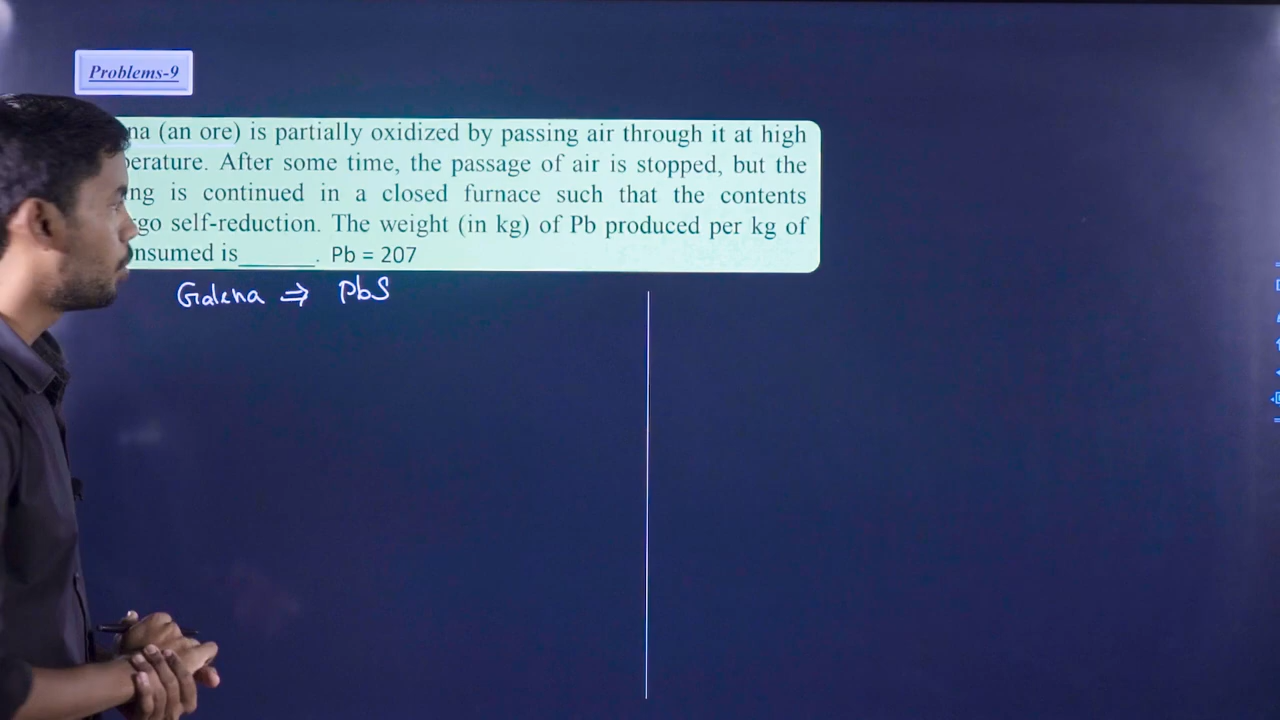 Problems-9
na (an ore) is partially oxidized by passing air through it at high
perature. After some time, the passage of air is stopped, but the
ng is continued in a closed furnace such that the contents
go self-reduction. The weight (in kg) of Pb produced per kg of
nsumed is______. Pb = 207
Galena ⇒ PbS